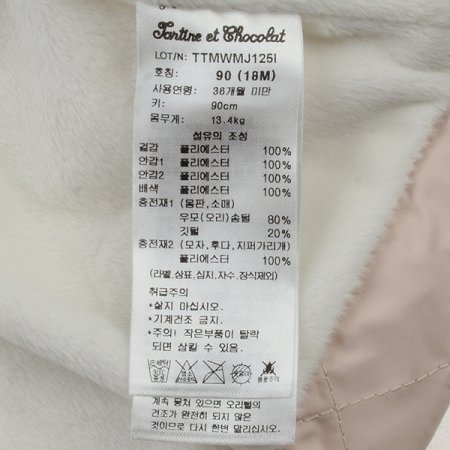 Tartine et Chocolat
LOT/N: TTMWMJ125I
호칭: 90 (18M)
사용연령: 36개월 미만
키: 90cm
몸무게: 13.4kg
섬유의 조성
겉감 폴리에스터 100%
안감1 폴리에스터 100%
안감2 폴리에스터 100%
배색 폴리에스터 100%
충전재1 (몸판, 소매)
우모(오리)솜털 80%
깃털 20%
충전재2 (모자, 후다, 지퍼가리개)
폴리에스터 100%
(라벨, 상표, 심지, 자수, 장식제외)
취급주의
*삶지 마십시오.
*기계건조 금지.
*주의! 작은부품이 탈락
되면 삼킬 수 있음.
계속 뭉쳐 있으면 오리털의
건조가 완전히 되지 않은
것이므로 다시 한번 말리십시오